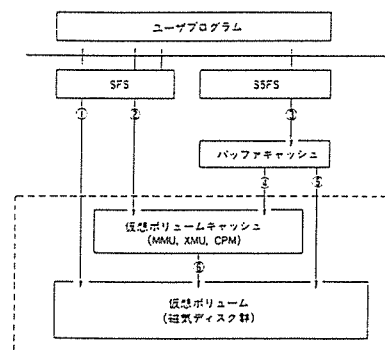 ユーザプログラム
SFS
S5FS
① ② ③
バッファキャッシュ
④ ⑤
仮想ボリュームキャッシュ
(MMU, XMU, CPM)
⑥
仮想ボリューム
(磁気ディスク群)